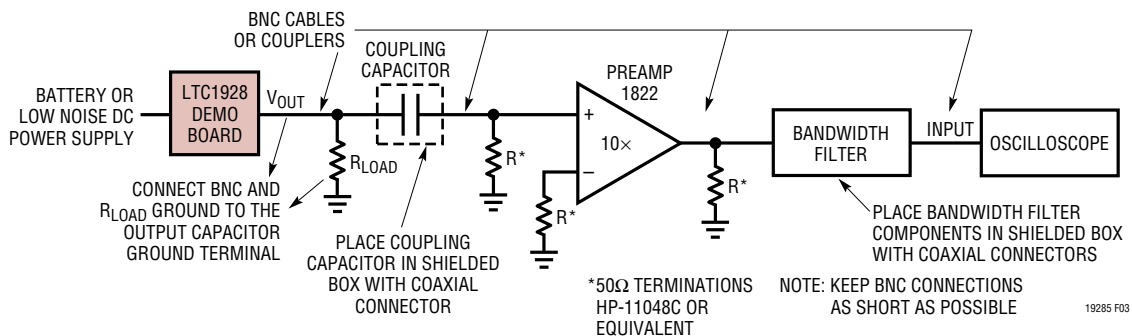 BNC CABLES
OR COUPLERS
COUPLING
CAPACITOR
BATTERY OR
LOW NOISE DC
POWER SUPPLY
LTC1928
DEMO
BOARD
VOUT
RLOAD
R*
PREAMP
1822
+
10×
–
R*
R*
BANDWIDTH
FILTER
INPUT
OSCILLOSCOPE
CONNECT BNC AND
RLOAD GROUND TO THE
OUTPUT CAPACITOR
GROUND TERMINAL
PLACE COUPLING
CAPACITOR IN SHIELDED
BOX WITH COAXIAL
CONNECTOR
PLACE BANDWIDTH FILTER
COMPONENTS IN SHIELDED BOX
WITH COAXIAL CONNECTORS
*50Ω TERMINATIONS
HP-11048C OR
EQUIVALENT
NOTE: KEEP BNC CONNECTIONS
AS SHORT AS POSSIBLE
19285 F03